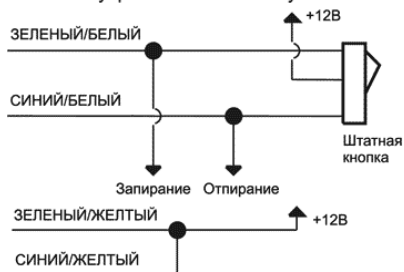 +12В
ЗЕЛЕНЫЙ/БЕЛЫЙ
СИНИЙ/БЕЛЫЙ
Штатная
кнопка
Запирание Отпирание
ЗЕЛЕНЫЙ/ЖЕЛТЫЙ
+12В
СИНИЙ/ЖЕЛТЫЙ